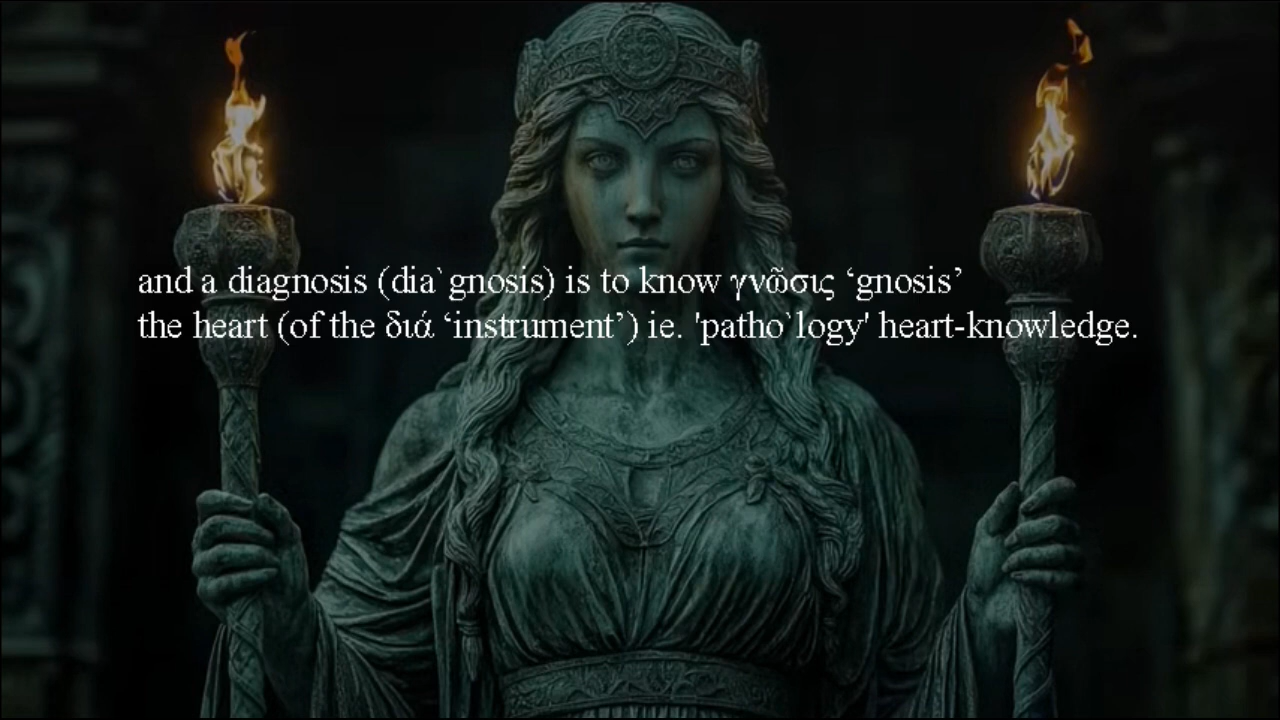 and a diagnosis (dia`gnosis) is to know γνῶσις ‘gnosis’
the heart (of the διά ‘instrument’) ie. 'patho`logy' heart-knowledge.